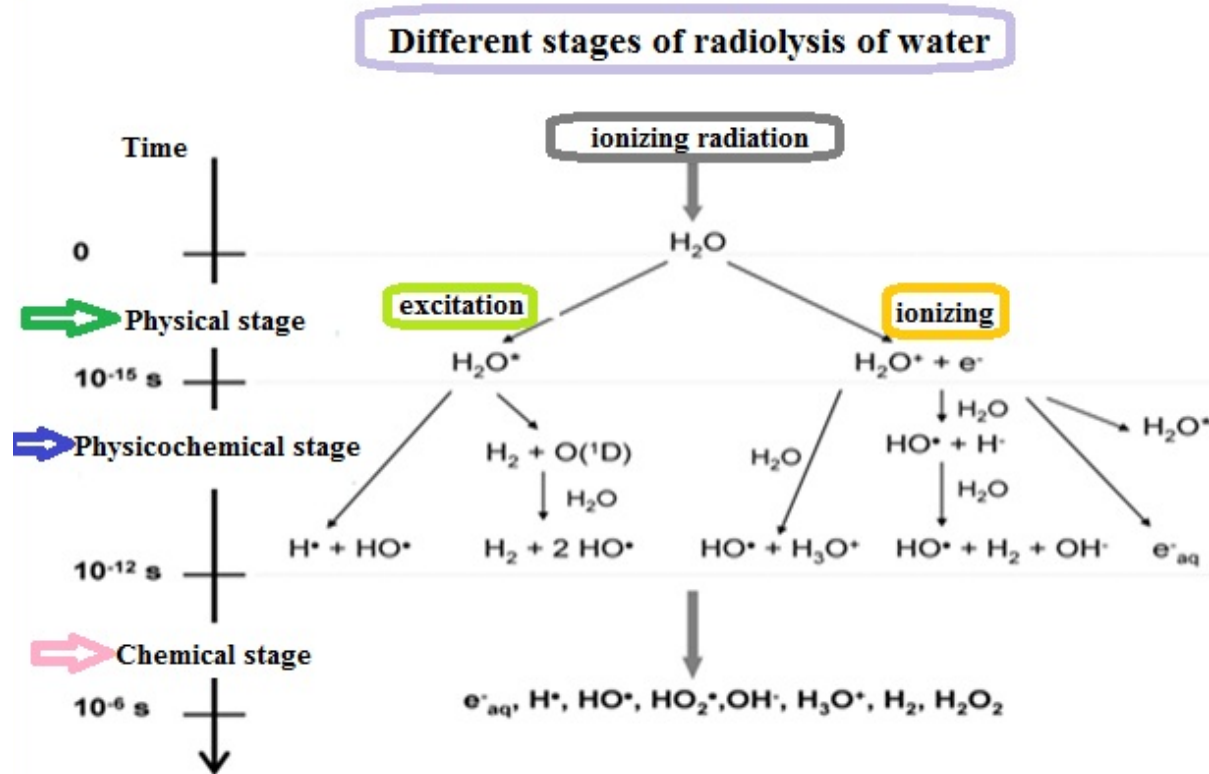 Different stages of radiolysis of water
ionizing radiation
Time
H₂O
0
excitation
ionizing
Physical stage
H₂O• H₂O⁺ + e⁻
10⁻¹⁵ s
H₂O
H₂O•
Physicochemical stage
H₂ + O(¹D)
H₂O
HO• + H⁻
H₂O
H₂O
H• + HO• H₂ + 2 HO• HO• + H₃O⁺ HO• + H₂ + OH⁻ e⁻aq
10⁻¹² s
Chemical stage
10⁻⁶ s
e⁻aq, H•, HO•, HO₂•,OH⁻, H₃O⁺, H₂, H₂O₂